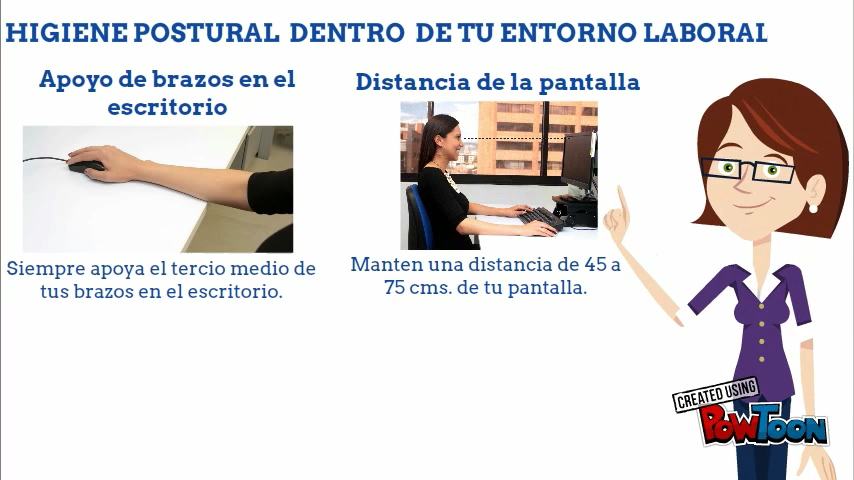 HIGIENE POSTURAL DENTRO DE TU ENTORNO LABORAL
Apoyo de brazos en el
escritorio
Siempre apoya el tercio medio de
tus brazos en el escritorio.
Distancia de la pantalla
Manten una distancia de 45 a
75 cms. de tu pantalla.
CREATED USING
POWTOON